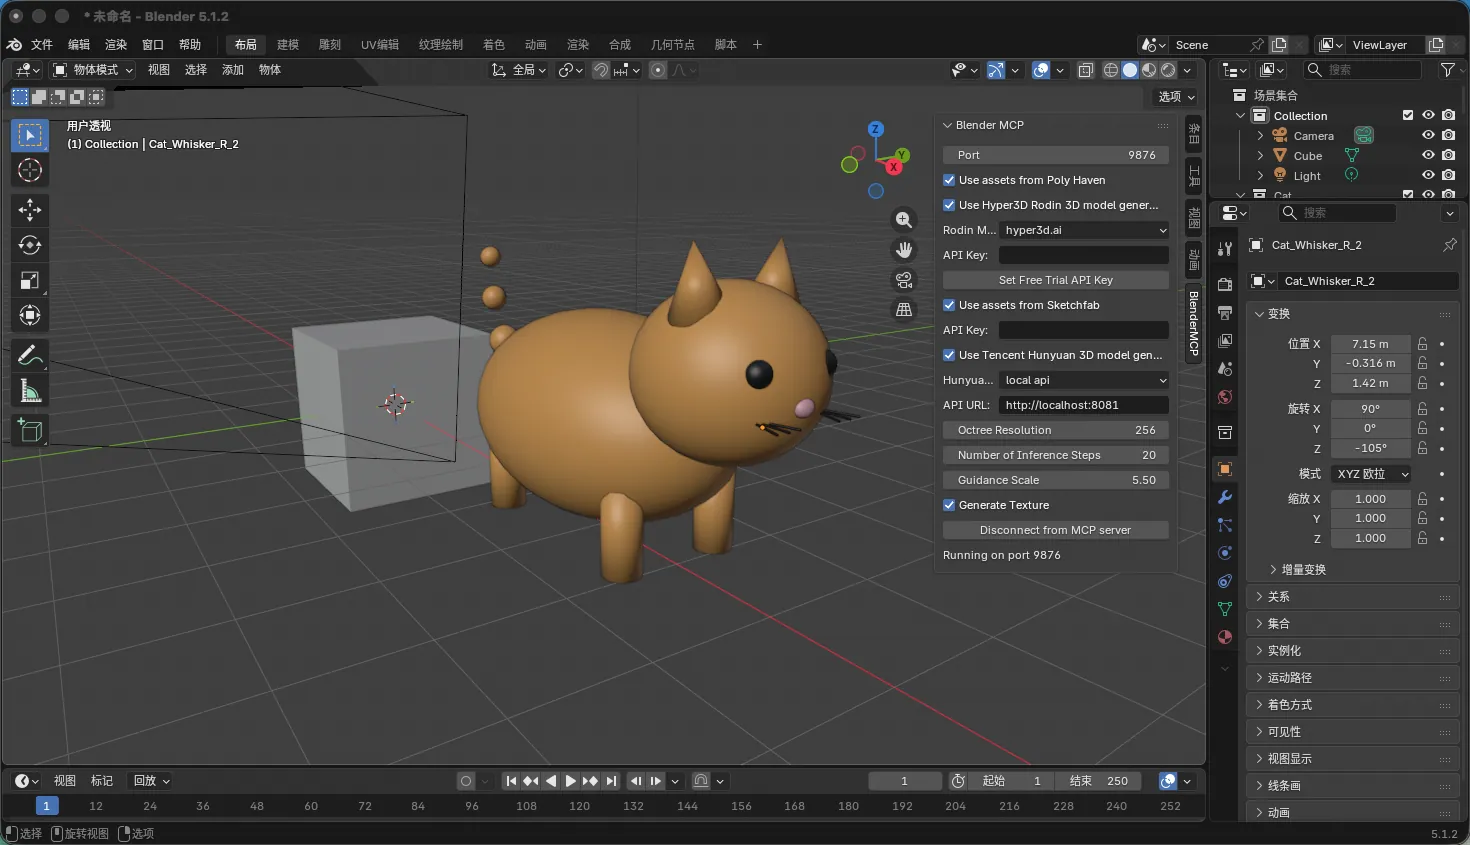 * 未命名 - Blender 5.1.2
文件 编辑 渲染 窗口 帮助 布局 建模 雕刻 UV编辑 纹理绘制 着色 动画 渲染 合成 几何节点 脚本 + Scene ViewLayer
物体模式 视图 选择 添加 物体 全局 搜索
选项
用户透视
(1) Collection | Cat_Whisker_R_2
Z
Y
X
Blender MCP
Port 9876
Use assets from Poly Haven
Use Hyper3D Rodin 3D model gener...
Rodin M... hyper3d.ai
API Key:
Set Free Trial API Key
Use assets from Sketchfab
API Key:
Use Tencent Hunyuan 3D model gen...
Hunyua... local api
API URL: http://localhost:8081
Octree Resolution 256
Number of Inference Steps 20
Guidance Scale 5.50
Generate Texture
Disconnect from MCP server
Running on port 9876
条目
工具
视图
动画
BlenderMCP
场景集合
Collection
Camera
Cube
Light
Cat
搜索
Cat_Whisker_R_2
Cat_Whisker_R_2
变换
位置 X 7.15 m
Y -0.316 m
Z 1.42 m
旋转 X 90°
Y 0°
Z -105°
模式 XYZ 欧拉
缩放 X 1.000
Y 1.000
Z 1.000
增量变换
关系
集合
实例化
运动路径
着色方式
可见性
视图显示
线条画
动画
视图 标记 回放 1 起始 1 结束 250
1 12 24 36 48 60 72 84 96 108 120 132 144 156 168 180 192 204 216 228 240 252
选择 旋转视图 选项 5.1.2